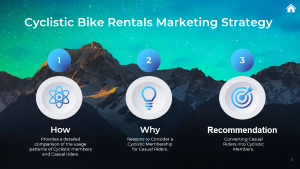 Cyclistic Bike Rentals Marketing Strategy
1 2 3
How Why Recommendation
Provides a detailed
comparison of the usage
patterns of Cyclistic members
and Casual riders.
Reasons to Consider a
Cyclistic Membership
for Casual Riders.
Converting Casual
Riders into Cyclistic
Members.